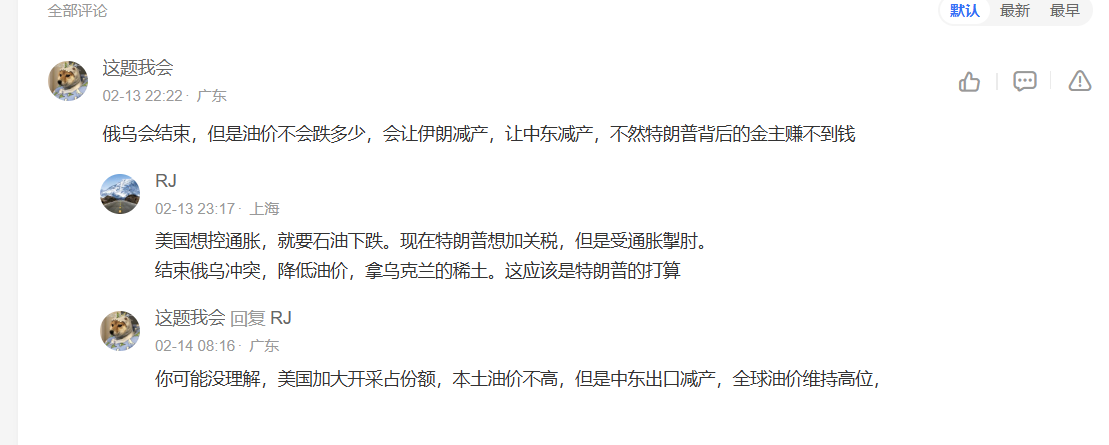 全部评论
默认 最新 最早
这题我会
02-13 22:22 · 广东
俄乌会结束，但是油价不会跌多少，会让伊朗减产，让中东减产，不然特朗普背后的金主赚不到钱
RJ
02-13 23:17 · 上海
美国想控通胀，就要石油下跌。现在特朗普想加关税，但是受通胀掣肘。
结束俄乌冲突，降低油价，拿乌克兰的稀土。这应该是特朗普的打算
这题我会 回复 RJ
02-14 08:16 · 广东
你可能没理解，美国加大开采占份额，本土油价不高，但是中东出口减产，全球油价维持高位，